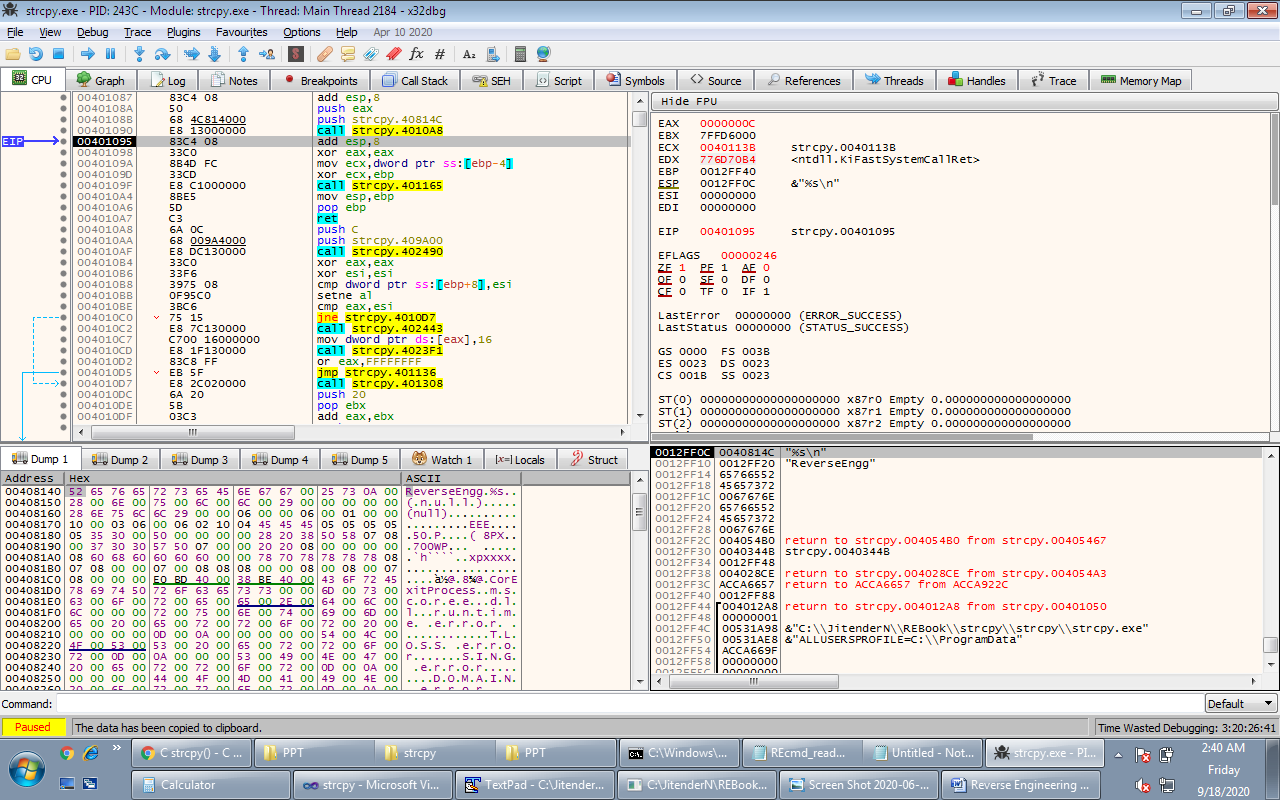 strcpy.exe - PID: 243C - Module: strcpy.exe - Thread: Main Thread 2184 - x32dbg
File View Debug Trace Plugins Favourites Options Help Apr 10 2020
CPU Graph Log Notes Breakpoints Call Stack SEH Script Symbols Source References Threads Handles Trace Memory Map
00401087 83C4 08 add esp,8
0040108A 50 push eax
0040108B 68 4C814000 push strcpy.40814C
00401090 E8 13000000 call strcpy.4010A8
EIP 00401095 83C4 08 add esp,8
00401098 33C0 xor eax,eax
0040109A 8B4D FC mov ecx,dword ptr ss:[ebp-4]
0040109D 33CD xor ecx,ebp
0040109F E8 C1000000 call strcpy.401165
004010A4 8BE5 mov esp,ebp
004010A6 5D pop ebp
004010A7 C3 ret
004010A8 6A 0C push C
004010AA 68 009A4000 push strcpy.409A00
004010AF E8 DC130000 call strcpy.402490
004010B4 33C0 xor eax,eax
004010B6 33F6 xor esi,esi
004010B8 3975 08 cmp dword ptr ss:[ebp+8],esi
004010BB 0F95C0 setne al
004010BE 3BC6 cmp eax,esi
004010C0 75 15 jne strcpy.4010D7
004010C2 E8 7C130000 call strcpy.402443
004010C7 C700 16000000 mov dword ptr ds:[eax],16
004010CD E8 1F130000 call strcpy.4023F1
004010D2 83C8 FF or eax,FFFFFFFF
004010D5 EB 5F jmp strcpy.401136
004010D7 E8 2C020000 call strcpy.401308
004010DC 6A 20 push 20
004010DE 5B pop ebx
004010DF 03C3 add eax,ebx
Hide FPU
EAX 0000000C
EBX 7FFD6000
ECX 0040113B strcpy.0040113B
EDX 776D70B4 <ntdll.KiFastSystemCallRet>
EBP 0012FF40
ESP 0012FF0C &"%s\n"
ESI 00000000
EDI 00000000
EIP 00401095 strcpy.00401095
EFLAGS 00000246
ZF 1 PF 1 AF 0
OF 0 SF 0 DF 0
CF 0 TF 0 IF 1
LastError 00000000 (ERROR_SUCCESS)
LastStatus 00000000 (STATUS_SUCCESS)
GS 0000 FS 003B
ES 0023 DS 0023
CS 001B SS 0023
ST(0) 00000000000000000000 x87r0 Empty 0.000000000000000000
ST(1) 00000000000000000000 x87r1 Empty 0.000000000000000000
ST(2) 00000000000000000000 x87r2 Empty 0.000000000000000000
Dump 1 Dump 2 Dump 3 Dump 4 Dump 5 Watch 1 Locals Struct
Address Hex ASCII
00408140 52 65 76 65 72 73 65 45 6E 67 67 00 25 73 0A 00 ReverseEngg.%s..
00408150 28 00 6E 00 75 00 6C 00 6C 00 29 00 00 00 00 00 (.n.u.l.l.).....
00408160 28 6E 75 6C 6C 29 00 00 06 00 00 06 00 01 00 00 (null)..........
00408170 10 00 03 06 00 06 02 10 04 45 45 45 05 05 05 05 .........EEE....
00408180 05 35 30 00 50 00 00 00 00 28 20 38 50 58 07 08 .50.P....( 8PX..
00408190 00 37 30 30 57 50 07 00 00 20 20 08 00 00 00 00 .700WP... .....
004081A0 08 60 68 60 60 60 60 00 00 78 70 78 78 78 78 08 .`h````..xpxxxx.
004081B0 07 08 00 00 07 00 08 08 08 00 00 08 00 08 00 07 ................
004081C0 08 00 00 00 E0 BD 40 00 38 BE 40 00 43 6F 72 45 ....à½@.8¾@.CorE
004081D0 78 69 74 50 72 6F 63 65 73 73 00 00 6D 00 73 00 xitProcess..m.s.
004081E0 63 00 6F 00 72 00 65 00 65 00 2E 00 64 00 6C 00 c.o.r.e.e...d.l.
004081F0 6C 00 00 00 72 00 75 00 6E 00 74 00 69 00 6D 00 l...r.u.n.t.i.m.
00408200 65 00 20 00 65 00 72 00 72 00 6F 00 72 00 20 00 e. .e.r.r.o.r. .
00408210 00 00 00 00 0D 00 0A 00 00 00 00 00 54 00 4C 00 ............T.L.
00408220 4F 00 53 00 53 00 20 00 65 00 72 00 72 00 6F 00 O.S.S. .e.r.r.o.
00408230 72 00 0D 00 0A 00 00 00 53 00 49 00 4E 00 47 00 r.......S.I.N.G.
00408240 20 00 65 00 72 00 72 00 6F 00 72 00 0D 00 0A 00 .e.r.r.o.r.....
00408250 00 00 00 00 44 00 4F 00 4D 00 41 00 49 00 4E 00 ....D.O.M.A.I.N.
00408260 20 00 65 00 72 00 72 00 6F 00 72 00 0D 00 0A 00 .e.r.r.o.r.....
0012FF0C 0040814C "%s\n"
0012FF10 0012FF20 "ReverseEngg"
0012FF14 65766552
0012FF18 45657372
0012FF1C 0067676E
0012FF20 65766552
0012FF24 45657372
0012FF28 0067676E
0012FF2C 004054B0 return to strcpy.004054B0 from strcpy.00405467
0012FF30 0040344B strcpy.0040344B
0012FF34 0012FF48
0012FF38 004028CE return to strcpy.004028CE from strcpy.004054A3
0012FF3C ACCA6657 return to ACCA6657 from ACCA922C
0012FF40 0012FF88
0012FF44 004012A8 return to strcpy.004012A8 from strcpy.00401050
0012FF48 00000001
0012FF4C 00531A98 &"C:\\JitenderN\\REBook\\strcpy\\strcpy\\strcpy.exe"
0012FF50 00531AE8 &"ALLUSERSPROFILE=C:\\ProgramData"
0012FF54 ACCA669F
0012FF58 00000000
0012FF5C 00000000
Command: Default
Paused The data has been copied to clipboard. Time Wasted Debugging: 3:20:26:41
C strcpy() - C ... PPT strcpy PPT C:\Windows\... REcmd_read... Untitled - Not... strcpy.exe - PI...
Calculator strcpy - Microsoft Vi... TextPad - C:\Jitender... C:\JitenderN\REBook... Screen Shot 2020-06-... Reverse Engineering ...
2:40 AM
Friday
9/18/2020